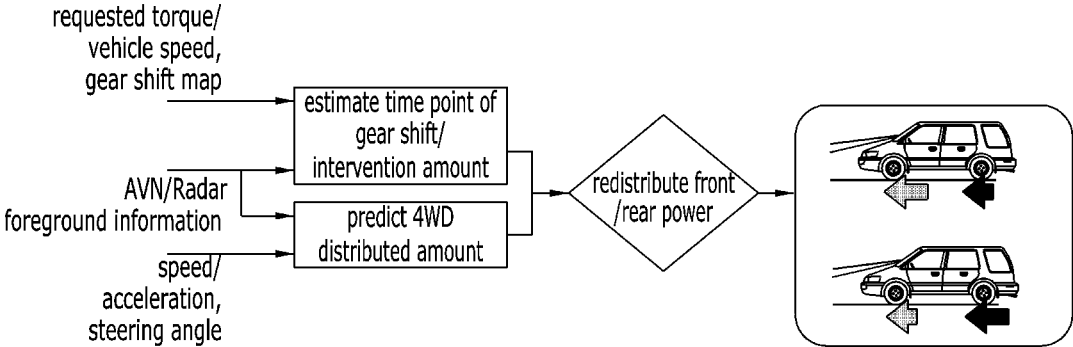 requested torque/
vehicle speed,
gear shift map
estimate time point of
gear shift/
intervention amount
AVN/Radar
foreground information
predict 4WD
distributed amount
speed/
acceleration,
steering angle
redistribute front
/rear power